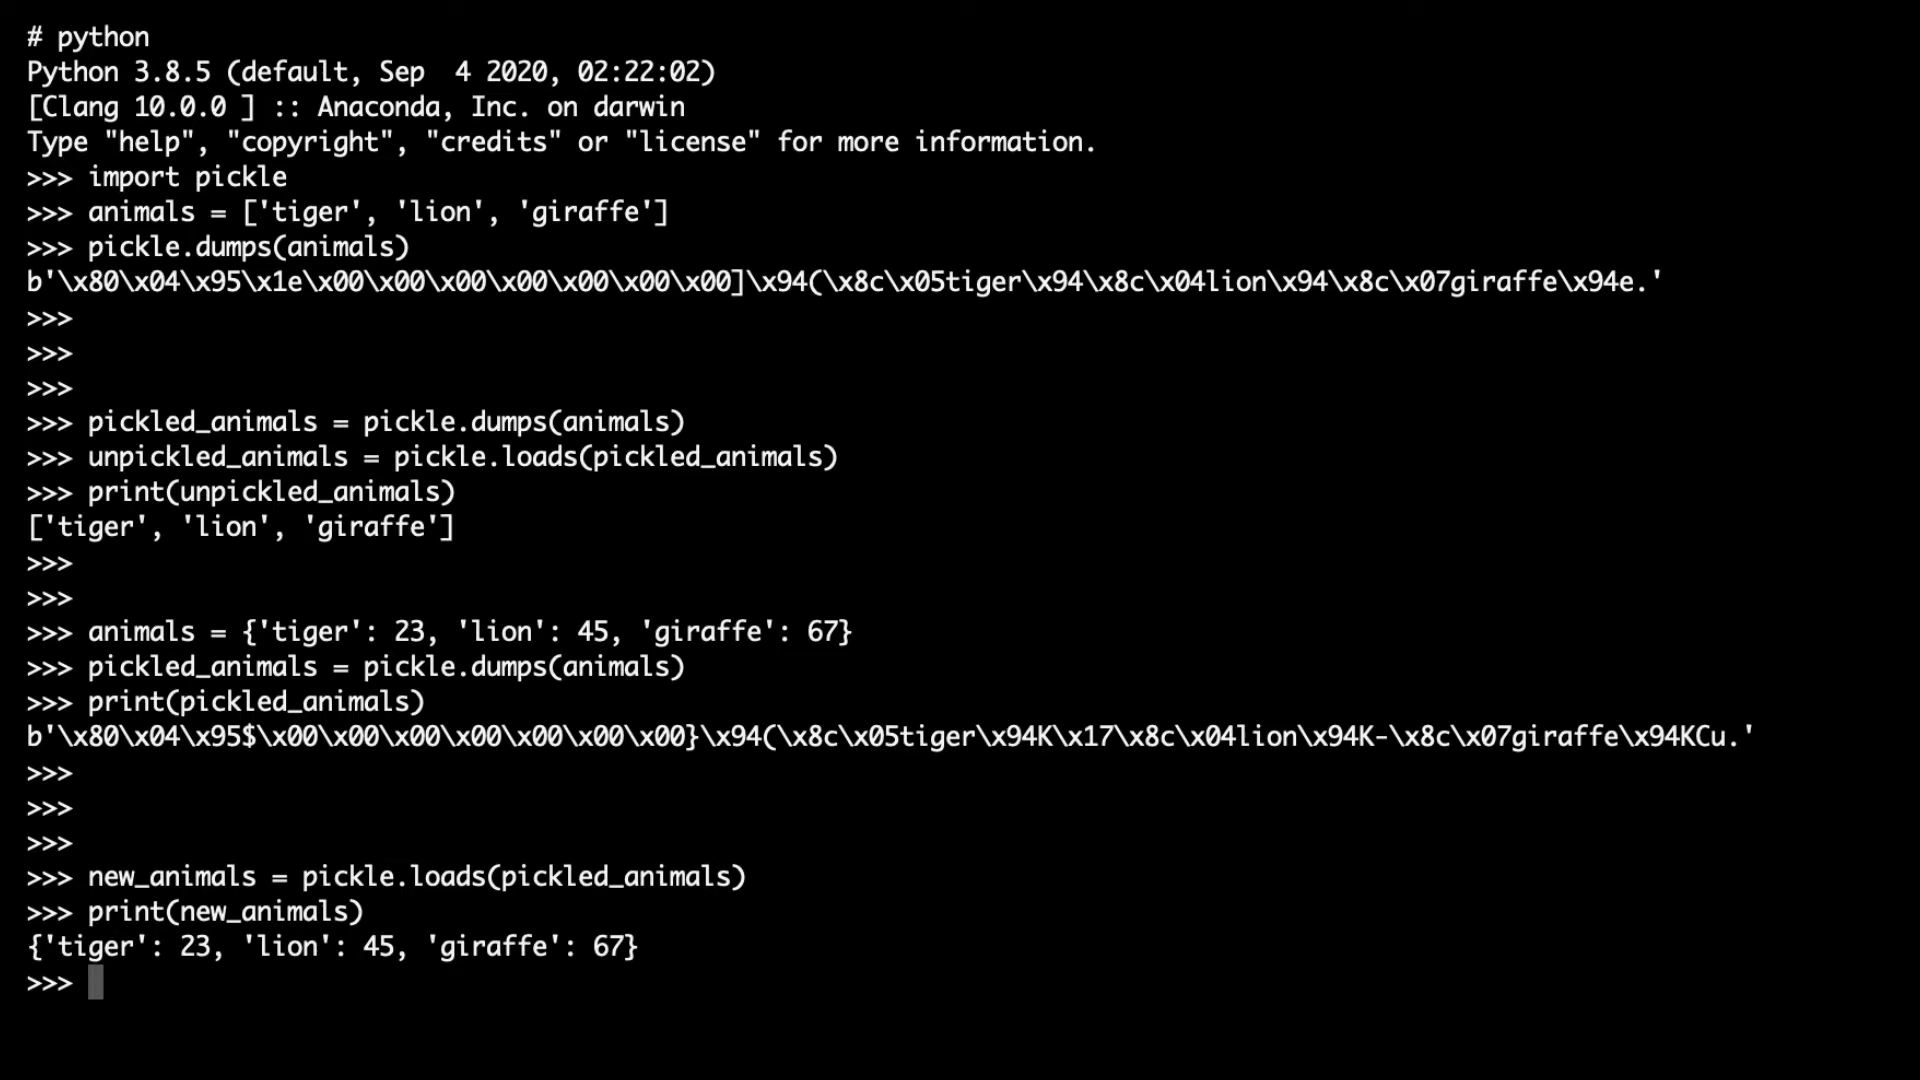 # python
Python 3.8.5 (default, Sep  4 2020, 02:22:02)
[Clang 10.0.0 ] :: Anaconda, Inc. on darwin
Type "help", "copyright", "credits" or "license" for more information.
>>> import pickle
>>> animals = ['tiger', 'lion', 'giraffe']
>>> pickle.dumps(animals)
b'\x80\x04\x95\x1e\x00\x00\x00\x00\x00\x00\x00]\x94(\x8c\x05tiger\x94\x8c\x04lion\x94\x8c\x07giraffe\x94e.'
>>>
>>>
>>>
>>> pickled_animals = pickle.dumps(animals)
>>> unpickled_animals = pickle.loads(pickled_animals)
>>> print(unpickled_animals)
['tiger', 'lion', 'giraffe']
>>>
>>>
>>> animals = {'tiger': 23, 'lion': 45, 'giraffe': 67}
>>> pickled_animals = pickle.dumps(animals)
>>> print(pickled_animals)
b'\x80\x04\x95$\x00\x00\x00\x00\x00\x00\x00}\x94(\x8c\x05tiger\x94K\x17\x8c\x04lion\x94K-\x8c\x07giraffe\x94KCu.'
>>>
>>>
>>>
>>> new_animals = pickle.loads(pickled_animals)
>>> print(new_animals)
{'tiger': 23, 'lion': 45, 'giraffe': 67}
>>>